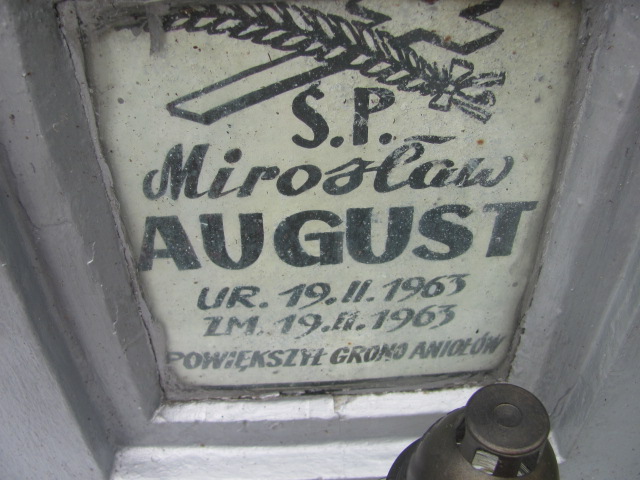 Ś.P.
Mirosław
AUGUST
UR. 19.II.1963
ZM. 19.II.1963
POWIĘKSZYŁ GRONO ANIOŁÓW